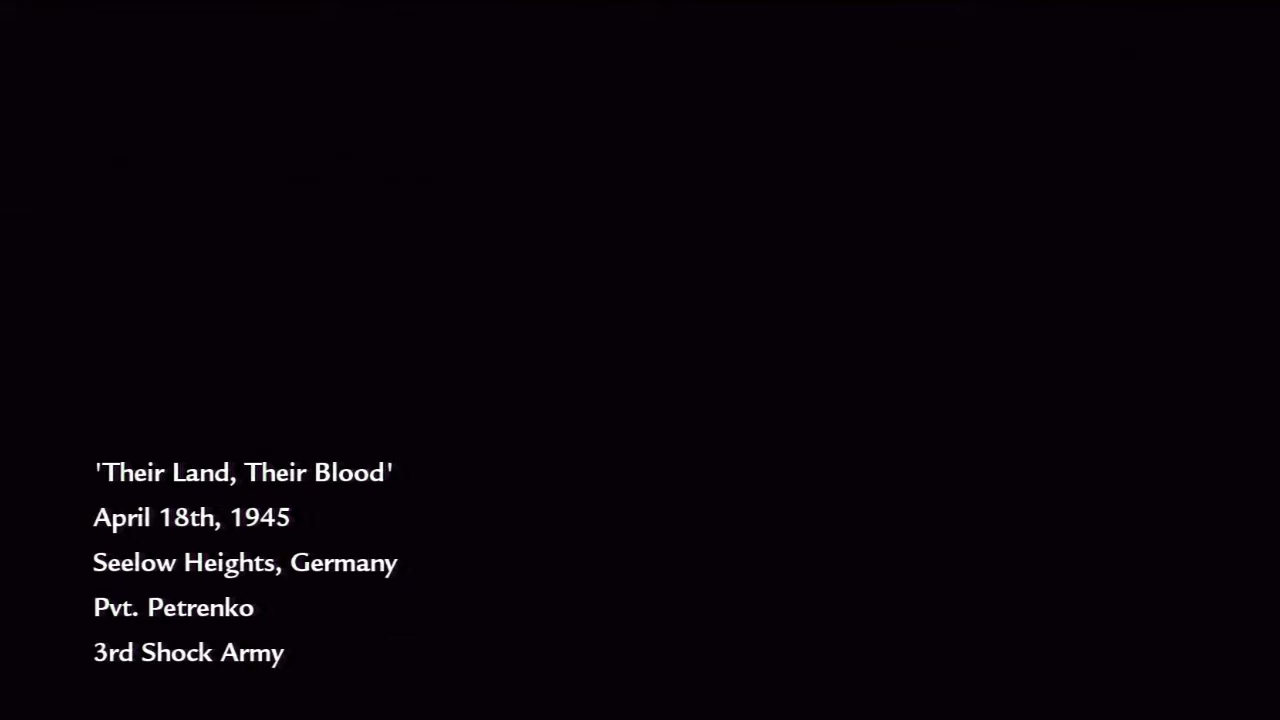 'Their Land, Their Blood'
April 18th, 1945
Seelow Heights, Germany
Pvt. Petrenko
3rd Shock Army